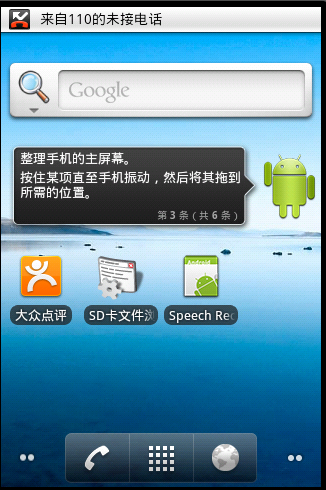 来自110的未接电话
Google
整理手机的主屏幕。
按住某项直至手机振动，然后将其拖到
所需的位置。
第 3 条（共 6 条）
Android
大众点评
SD卡文件浏
Speech Rec